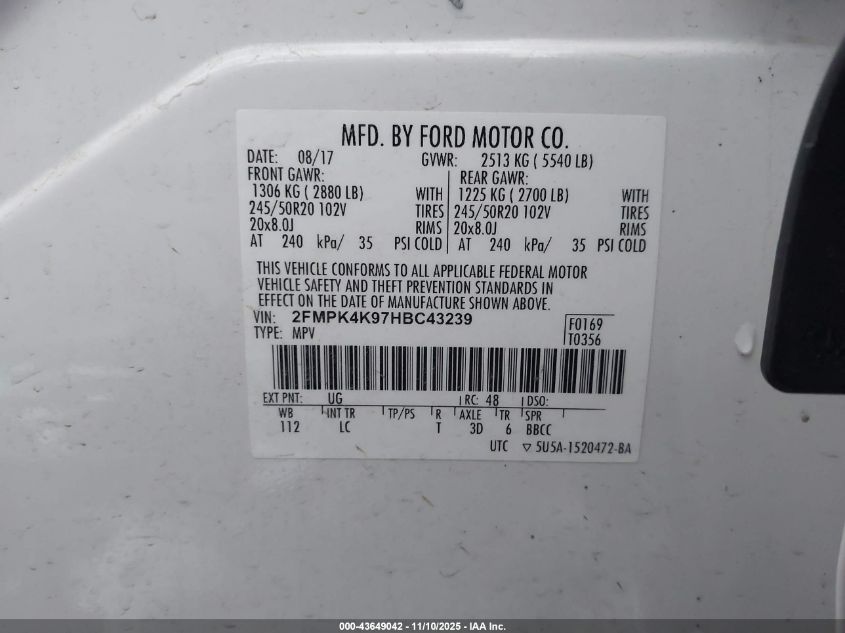 MFD. BY FORD MOTOR CO.
DATE: 08/17 GVWR: 2513 KG ( 5540 LB)
FRONT GAWR: REAR GAWR:
1306 KG ( 2880 LB) WITH 1225 KG ( 2700 LB) WITH
245/50R20 102V TIRES 245/50R20 102V TIRES
20x8.0J RIMS 20x8.0J RIMS
AT 240 kPa/ 35 PSI COLD AT 240 kPa/ 35 PSI COLD
THIS VEHICLE CONFORMS TO ALL APPLICABLE FEDERAL MOTOR
VEHICLE SAFETY AND THEFT PREVENTION STANDARDS IN
EFFECT ON THE DATE OF MANUFACTURE SHOWN ABOVE.
VIN: 2FMPK4K97HBC43239 F0169
TYPE: MPV T0356
EXT PNT: UG RC: 48 DSO:
WB INT TR TP/PS R AXLE TR SPR
112 LC T 3D 6 BBCC
UTC ▽ 5U5A-1520472-BA
000-43649042 - 11/10/2025 - IAA Inc.